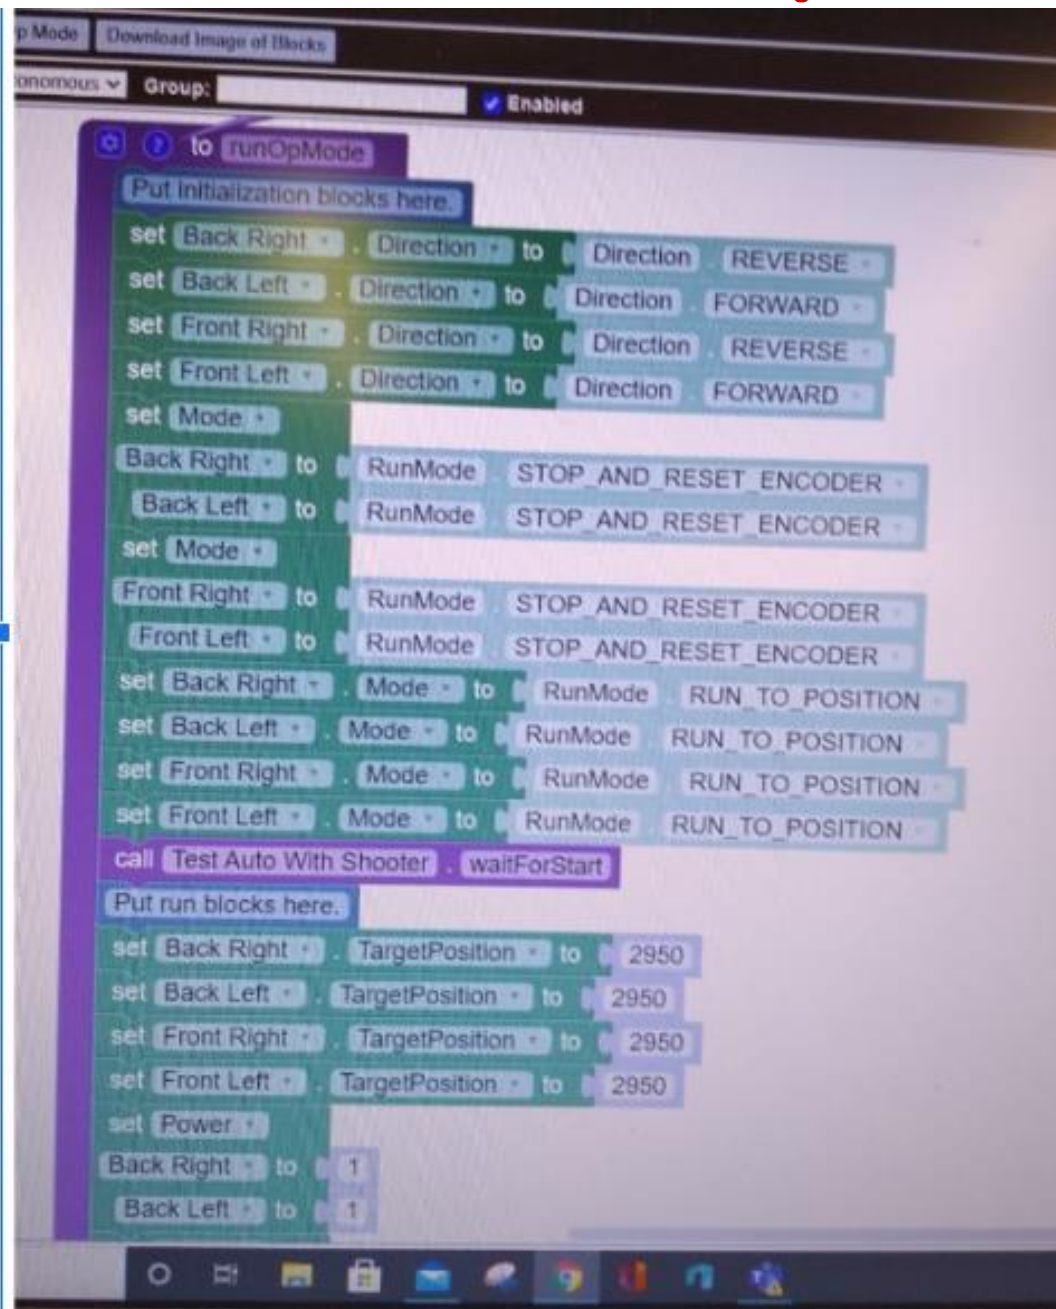 p Mode Download Image of Blocks
onomous Group: Enabled
to runOpMode
Put initialization blocks here.
set Back Right . Direction to Direction . REVERSE
set Back Left . Direction to Direction . FORWARD
set Front Right . Direction to Direction . REVERSE
set Front Left . Direction to Direction . FORWARD
set Mode
Back Right to RunMode . STOP_AND_RESET_ENCODER
Back Left to RunMode . STOP_AND_RESET_ENCODER
set Mode
Front Right to RunMode . STOP_AND_RESET_ENCODER
Front Left to RunMode . STOP_AND_RESET_ENCODER
set Back Right . Mode to RunMode . RUN_TO_POSITION
set Back Left . Mode to RunMode . RUN_TO_POSITION
set Front Right . Mode to RunMode . RUN_TO_POSITION
set Front Left . Mode to RunMode . RUN_TO_POSITION
call Test Auto With Shooter . waitForStart
Put run blocks here.
set Back Right . TargetPosition to 2950
set Back Left . TargetPosition to 2950
set Front Right . TargetPosition to 2950
set Front Left . TargetPosition to 2950
set Power
Back Right to 1
Back Left to 1